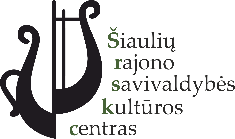 Šiaulių
rajono
savivaldybės
kultūros
centras